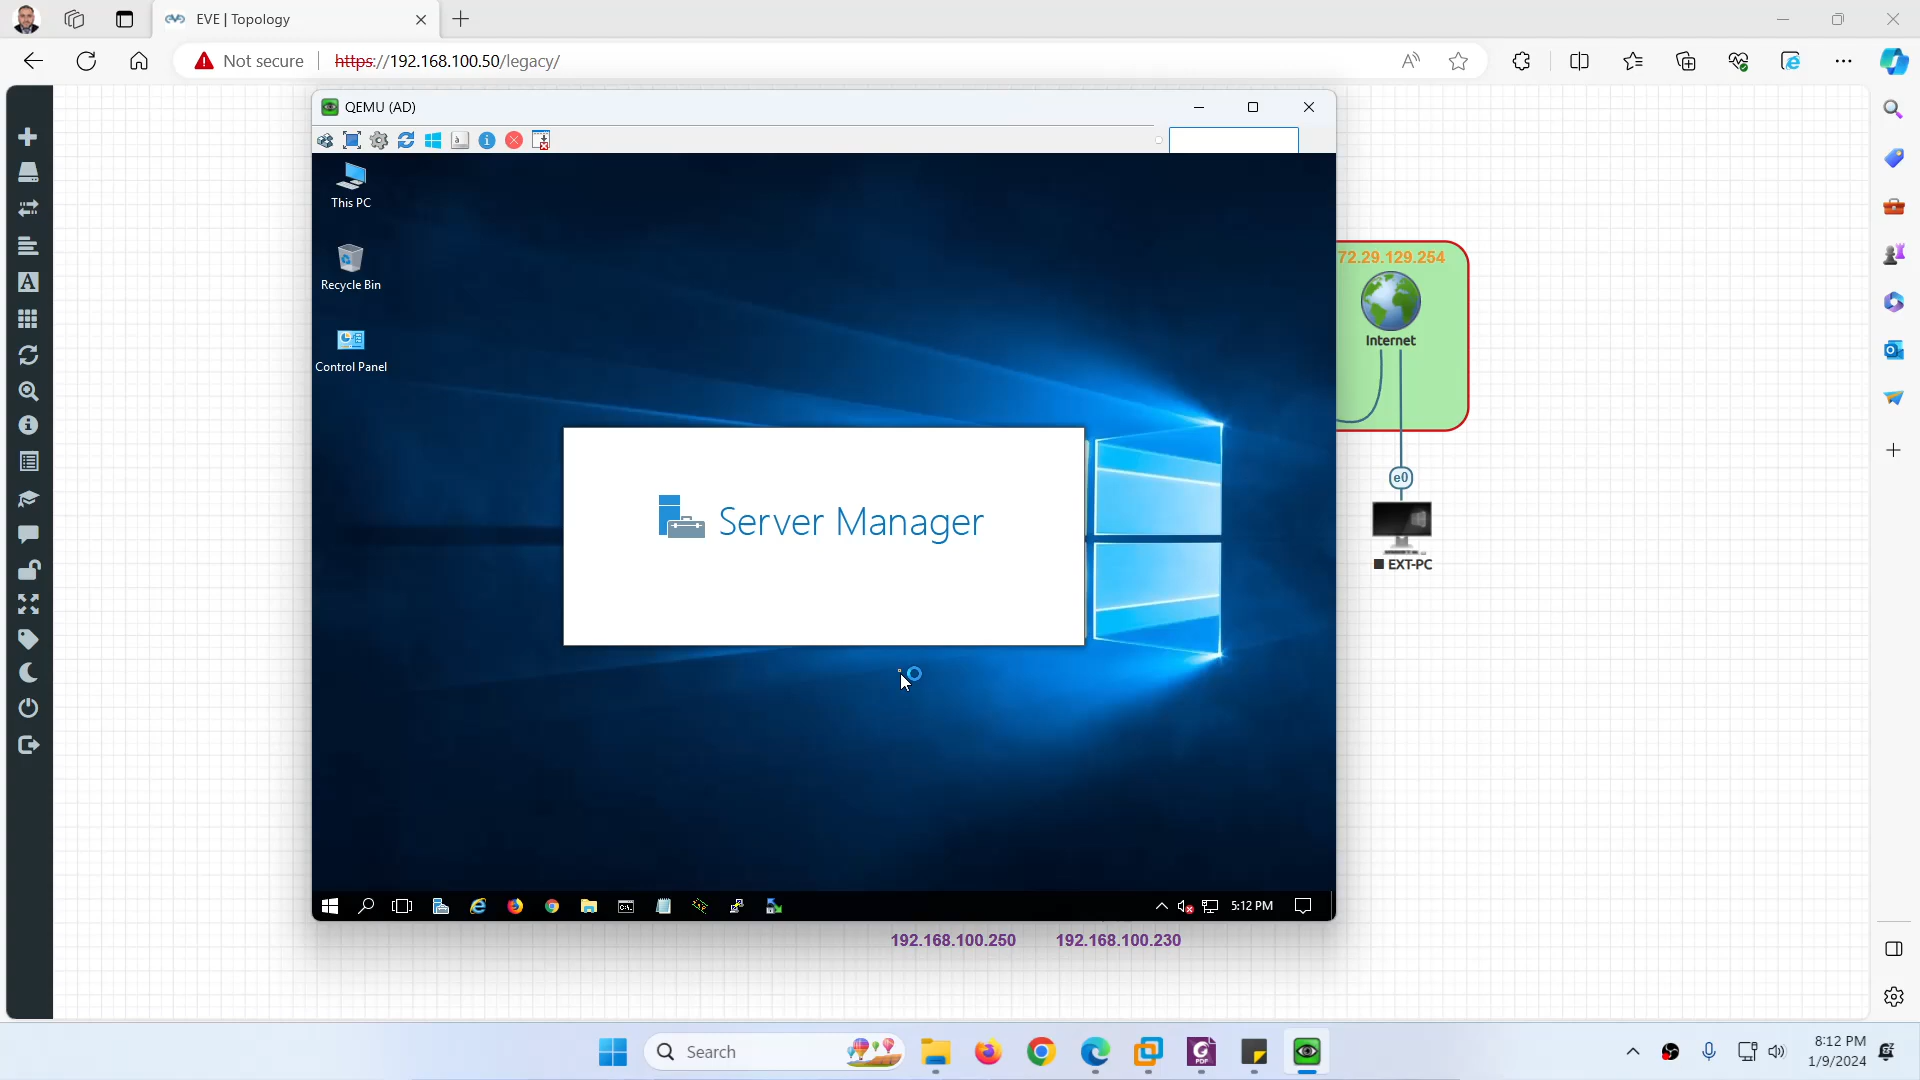 EVE | Topology
Not secure
https://192.168.100.50/legacy/
QEMU (AD)
This PC
Recycle Bin
Control Panel
Server Manager
5:12 PM
72.29.129.254
Internet
e0
EXT-PC
192.168.100.250
192.168.100.230
Search
8:12 PM
1/9/2024